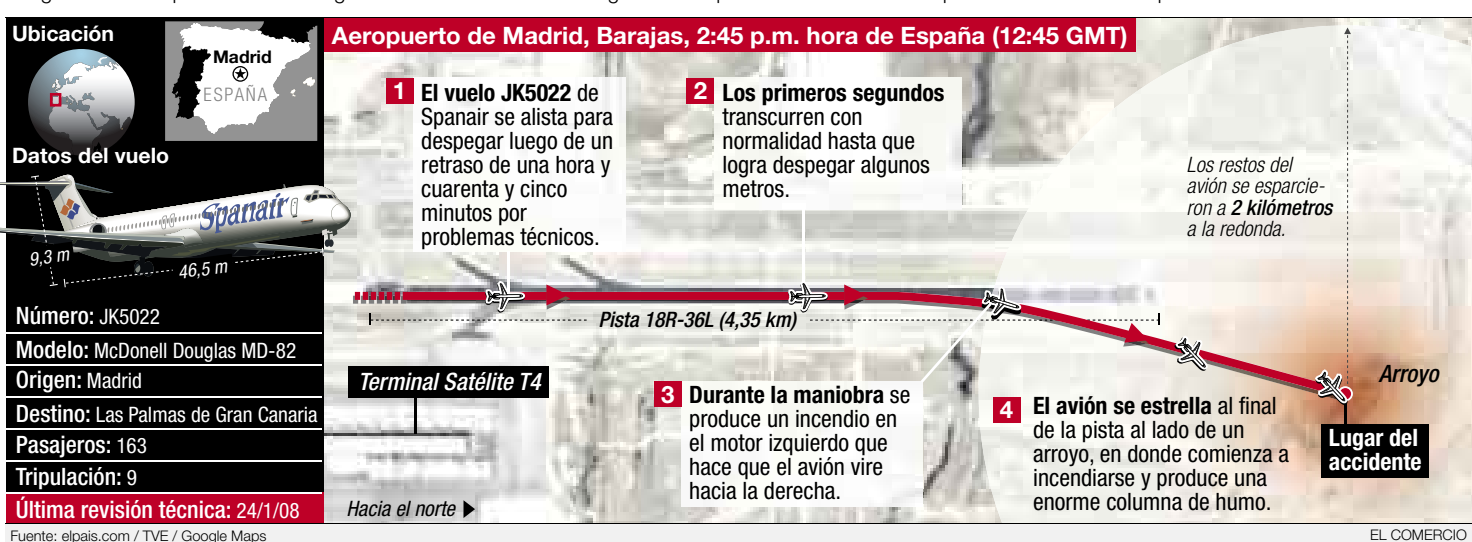 Ubicación
Madrid
ESPAÑA
Datos del vuelo
Spanair
9,3 m
46,5 m
Número: JK5022
Modelo: McDonell Douglas MD-82
Origen: Madrid
Destino: Las Palmas de Gran Canaria
Pasajeros: 163
Tripulación: 9
Última revisión técnica: 24/1/08
Aeropuerto de Madrid, Barajas, 2:45 p.m. hora de España (12:45 GMT)
1 El vuelo JK5022 de
Spanair se alista para
despegar luego de un
retraso de una hora y
cuarenta y cinco
minutos por
problemas técnicos.
2 Los primeros segundos
transcurren con
normalidad hasta que
logra despegar algunos
metros.
Los restos del
avión se esparcie-
ron a 2 kilómetros
a la redonda.
Pista 18R-36L (4,35 km)
Terminal Satélite T4
3 Durante la maniobra se
produce un incendio en
el motor izquierdo que
hace que el avión vire
hacia la derecha.
4 El avión se estrella al final
de la pista al lado de un
arroyo, en donde comienza a
incendiarse y produce una
enorme columna de humo.
Arroyo
Lugar del
accidente
Hacia el norte
Fuente: elpais.com / TVE / Google Maps
EL COMERCIO